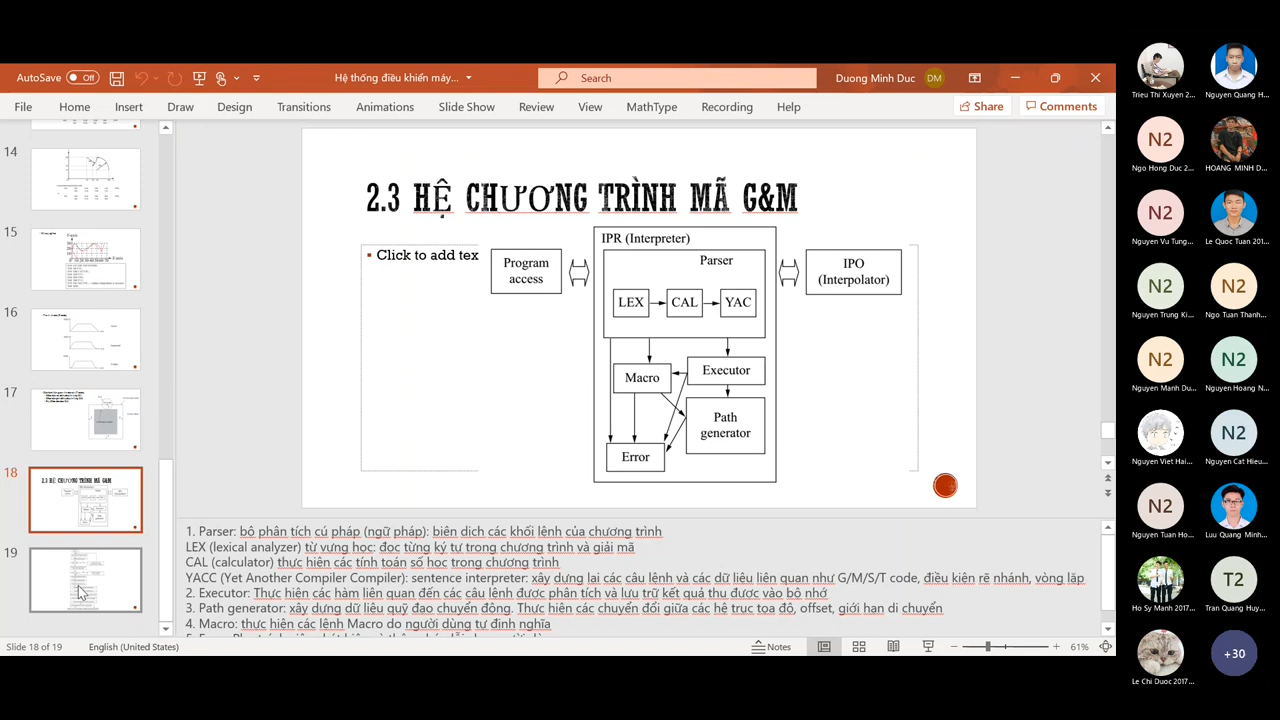 AutoSave Off
Hệ thống điều khiển máy...
Search
Duong Minh Duc DM
File Home Insert Draw Design Transitions Animations Slide Show Review View MathType Recording Help Share Comments
14
15
16
17
18
19
2.3 HỆ CHƯƠNG TRÌNH MÃ G&M
Click to add tex
Program access
IPR (Interpreter)
Parser
LEX CAL YAC
Macro
Executor
Path generator
Error
IPO (Interpolator)
1. Parser: bộ phân tích cú pháp (ngữ pháp): biên dịch các khối lệnh của chương trình
LEX (lexical analyzer) từ vựng học: đọc từng ký tự trong chương trình và giải mã
CAL (calculator) thực hiện các tính toán số học trong chương trình
YACC (Yet Another Compiler Compiler): sentence interpreter: xây dựng lại các câu lệnh và các dữ liệu liên quan như G/M/S/T code, điều kiện rẽ nhánh, vòng lặp
2. Executor: Thực hiện các hàm liên quan đến các câu lệnh được phân tích và lưu trữ kết quả thu được vào bộ nhớ
3. Path generator: xây dựng dữ liệu quỹ đạo chuyển động. Thực hiện các chuyển đổi giữa các hệ trục tọa độ, offset, giới hạn di chuyển
4. Macro: thực hiện các lệnh Macro do người dùng tự định nghĩa
Slide 18 of 19
English (United States)
Notes
61%
Trieu Thi Xuyen 2...
Nguyen Quang H...
N2
Ngo Hong Duc 2...
HOANG MINH D...
N2
Nguyen Vu Tung...
Le Quoc Tuan 201...
N2
Nguyen Trung Ki...
N2
Ngo Tuan Thanh...
N2
Nguyen Manh Du...
N2
Nguyen Hoang N...
Nguyen Viet Hai...
N2
Nguyen Cat Hieu...
N2
Nguyen Tuan Ho...
Luu Quang Minh...
Ho Sy Manh 2017...
T2
Tran Quang Huy...
Le Chi Duoc 2017...
+30